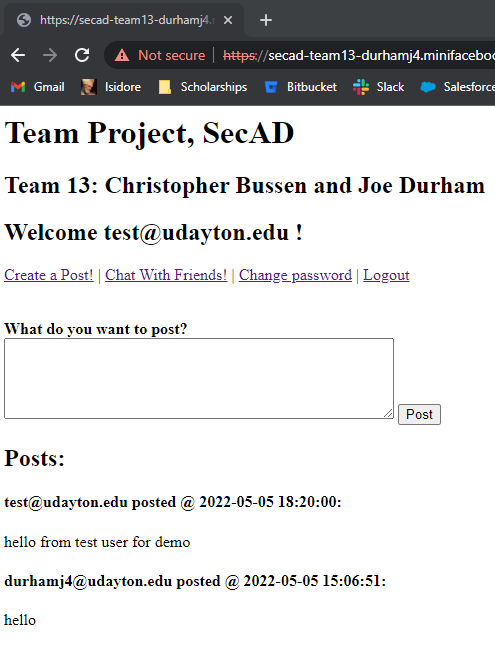 https://secad-team13-durhamj4.
Not secure | https://secad-team13-durhamj4.minifaceboo
Gmail Isidore Scholarships Bitbucket Slack Salesforce
Team Project, SecAD
Team 13: Christopher Bussen and Joe Durham
Welcome test@udayton.edu !
Create a Post! | Chat With Friends! | Change password | Logout
What do you want to post?
Post
Posts:
test@udayton.edu posted @ 2022-05-05 18:20:00:
hello from test user for demo
durhamj4@udayton.edu posted @ 2022-05-05 15:06:51:
hello